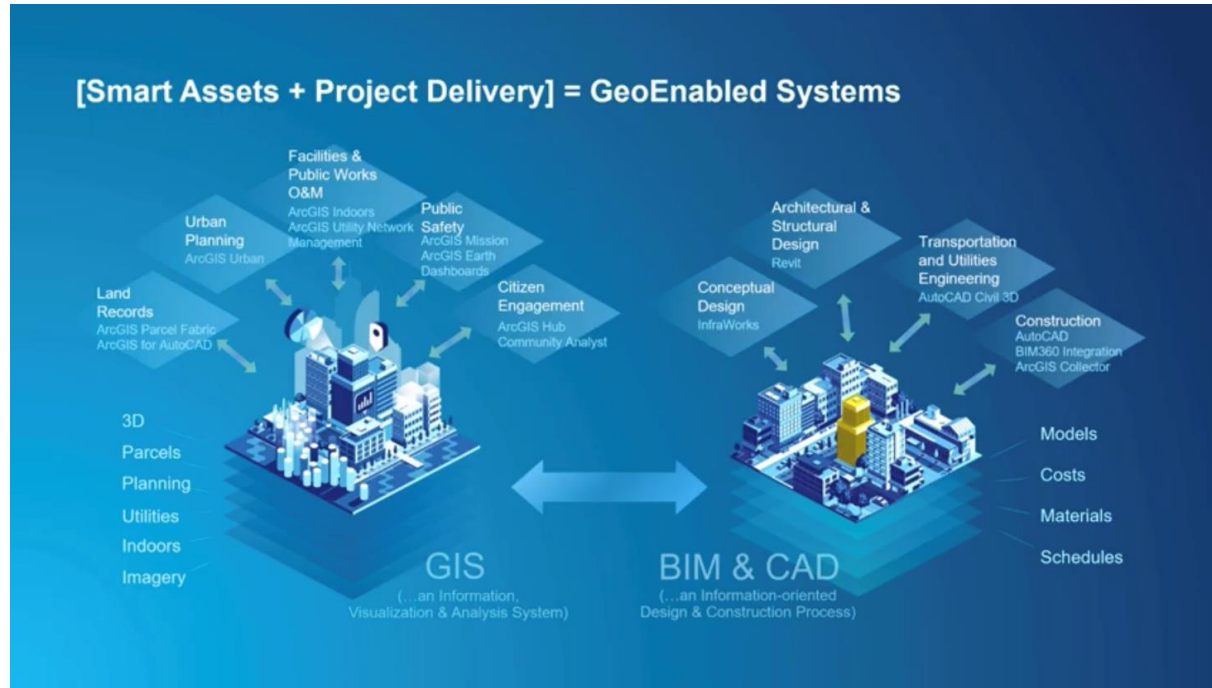 [Smart Assets + Project Delivery] = GeoEnabled Systems
Facilities &
Public Works
O&M
ArcGIS Indoors
ArcGIS Utility Network
Management
Urban
Planning
ArcGIS Urban
Public
Safety
ArcGIS Mission
ArcGIS Earth
Dashboards
Land
Records
ArcGIS Parcel Fabric
ArcGIS for AutoCAD
Citizen
Engagement
ArcGIS Hub
Community Analyst
3D
Parcels
Planning
Utilities
Indoors
Imagery
GIS
(...an Information,
Visualization & Analysis System)
Architectural &
Structural
Design
Revit
Transportation
and Utilities
Engineering
AutoCAD Civil 3D
Conceptual
Design
InfraWorks
Construction
AutoCAD
BIM360 Integration
ArcGIS Collector
Models
Costs
Materials
Schedules
BIM & CAD
(...an Information-oriented
Design & Construction Process)